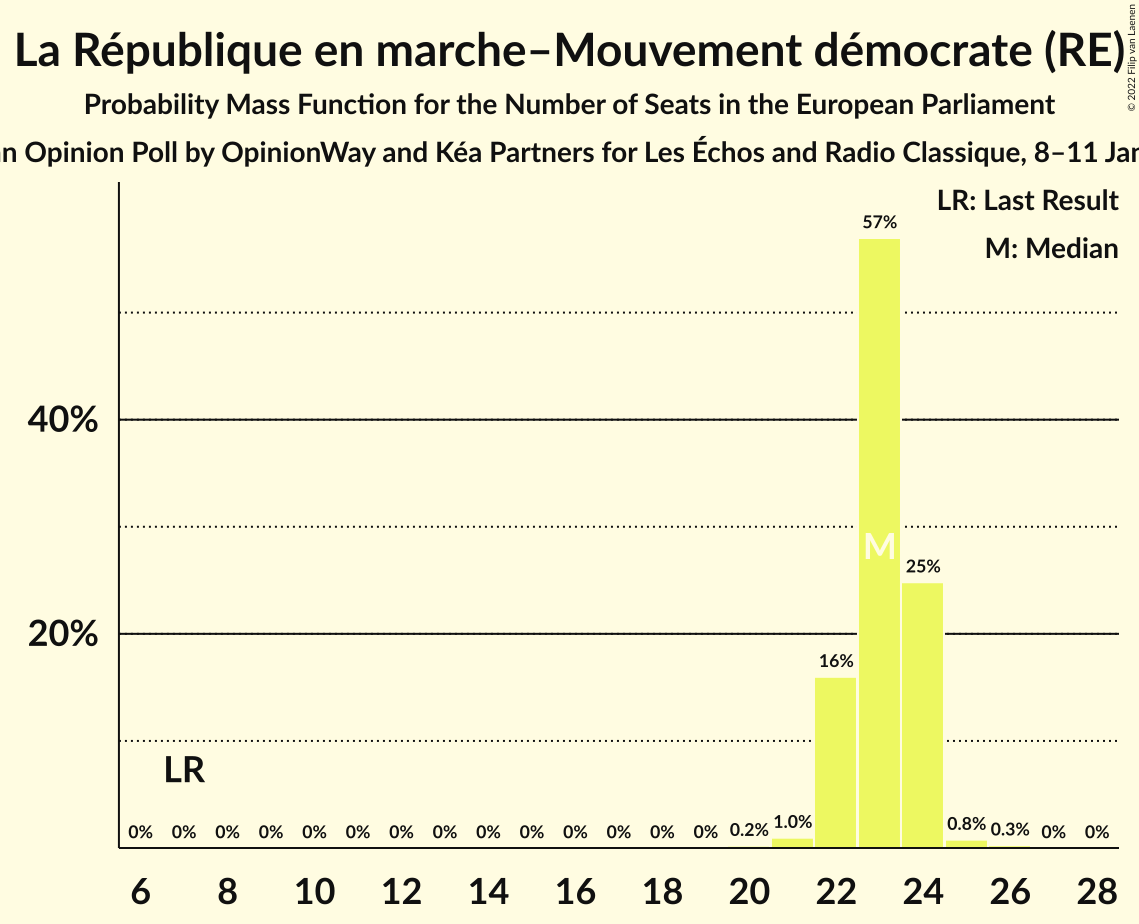 La République en marche–Mouvement démocrate (RE)
© 2022 Filip van Laenen
Probability Mass Function for the Number of Seats in the European Parliament
n Opinion Poll by OpinionWay and Kéa Partners for Les Échos and Radio Classique, 8–11 Jan
LR: Last Result
M: Median
57%
40%
M
25%
20%
16%
LR
0% 0% 0% 0% 0% 0% 0% 0% 0% 0% 0% 0% 0% 0% 0.2% 1.0% 0.8% 0.3% 0% 0%
6 8 10 12 14 16 18 20 22 24 26 28